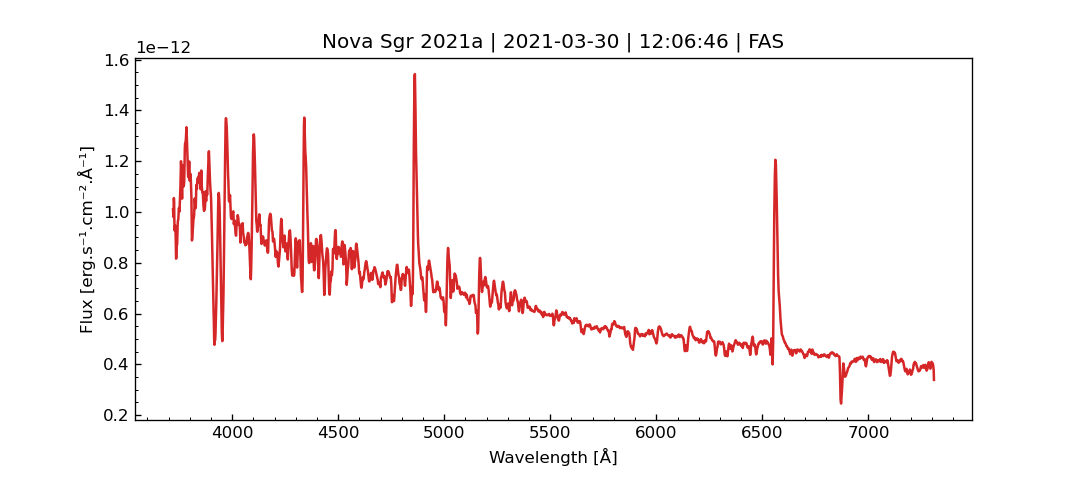 Nova Sgr 2021a | 2021-03-30 | 12:06:46 | FAS
1e−12
1.6
1.4
1.2
1.0
0.8
0.6
0.4
0.2
Flux [erg.s⁻¹.cm⁻².Å⁻¹]
4000 4500 5000 5500 6000 6500 7000
Wavelength [Å]